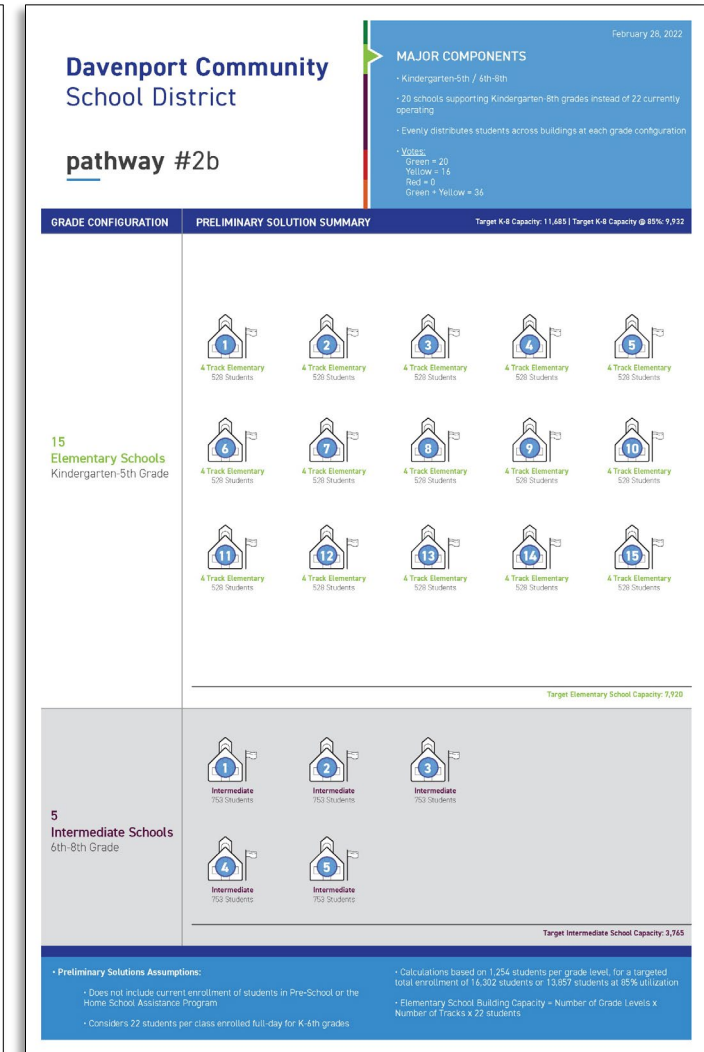 February 28, 2022
Davenport Community
School District
pathway #2b
MAJOR COMPONENTS
• Kindergarten-5th / 6th-8th
• 20 schools supporting Kindergarten-8th grades instead of 22 currently
operating
• Evenly distributes students across buildings at each grade configuration
• Votes:
Green = 20
Yellow = 16
Red = 0
Green + Yellow = 36
GRADE CONFIGURATION
PRELIMINARY SOLUTION SUMMARY
Target K-8 Capacity: 11,685 | Target K-8 Capacity @ 85%: 9,932
15
Elementary Schools
Kindergarten-5th Grade
1 2 3 4 5
4 Track Elementary 4 Track Elementary 4 Track Elementary 4 Track Elementary 4 Track Elementary
528 Students 528 Students 528 Students 528 Students 528 Students
6 7 8 9 10
4 Track Elementary 4 Track Elementary 4 Track Elementary 4 Track Elementary 4 Track Elementary
528 Students 528 Students 528 Students 528 Students 528 Students
11 12 13 14 15
4 Track Elementary 4 Track Elementary 4 Track Elementary 4 Track Elementary 4 Track Elementary
528 Students 528 Students 528 Students 528 Students 528 Students
Target Elementary School Capacity: 7,920
5
Intermediate Schools
6th-8th Grade
1 2 3
Intermediate Intermediate Intermediate
753 Students 753 Students 753 Students
4 5
Intermediate Intermediate
753 Students 753 Students
Target Intermediate School Capacity: 3,765
• Preliminary Solutions Assumptions:
• Does not include current enrollment of students in Pre-School or the
Home School Assistance Program
• Considers 22 students per class enrolled full-day for K-6th grades
• Calculations based on 1,254 students per grade level, for a targeted
total enrollment of 16,302 students or 13,857 students at 85% utilization
• Elementary School Building Capacity = Number of Grade Levels x
Number of Tracks x 22 students